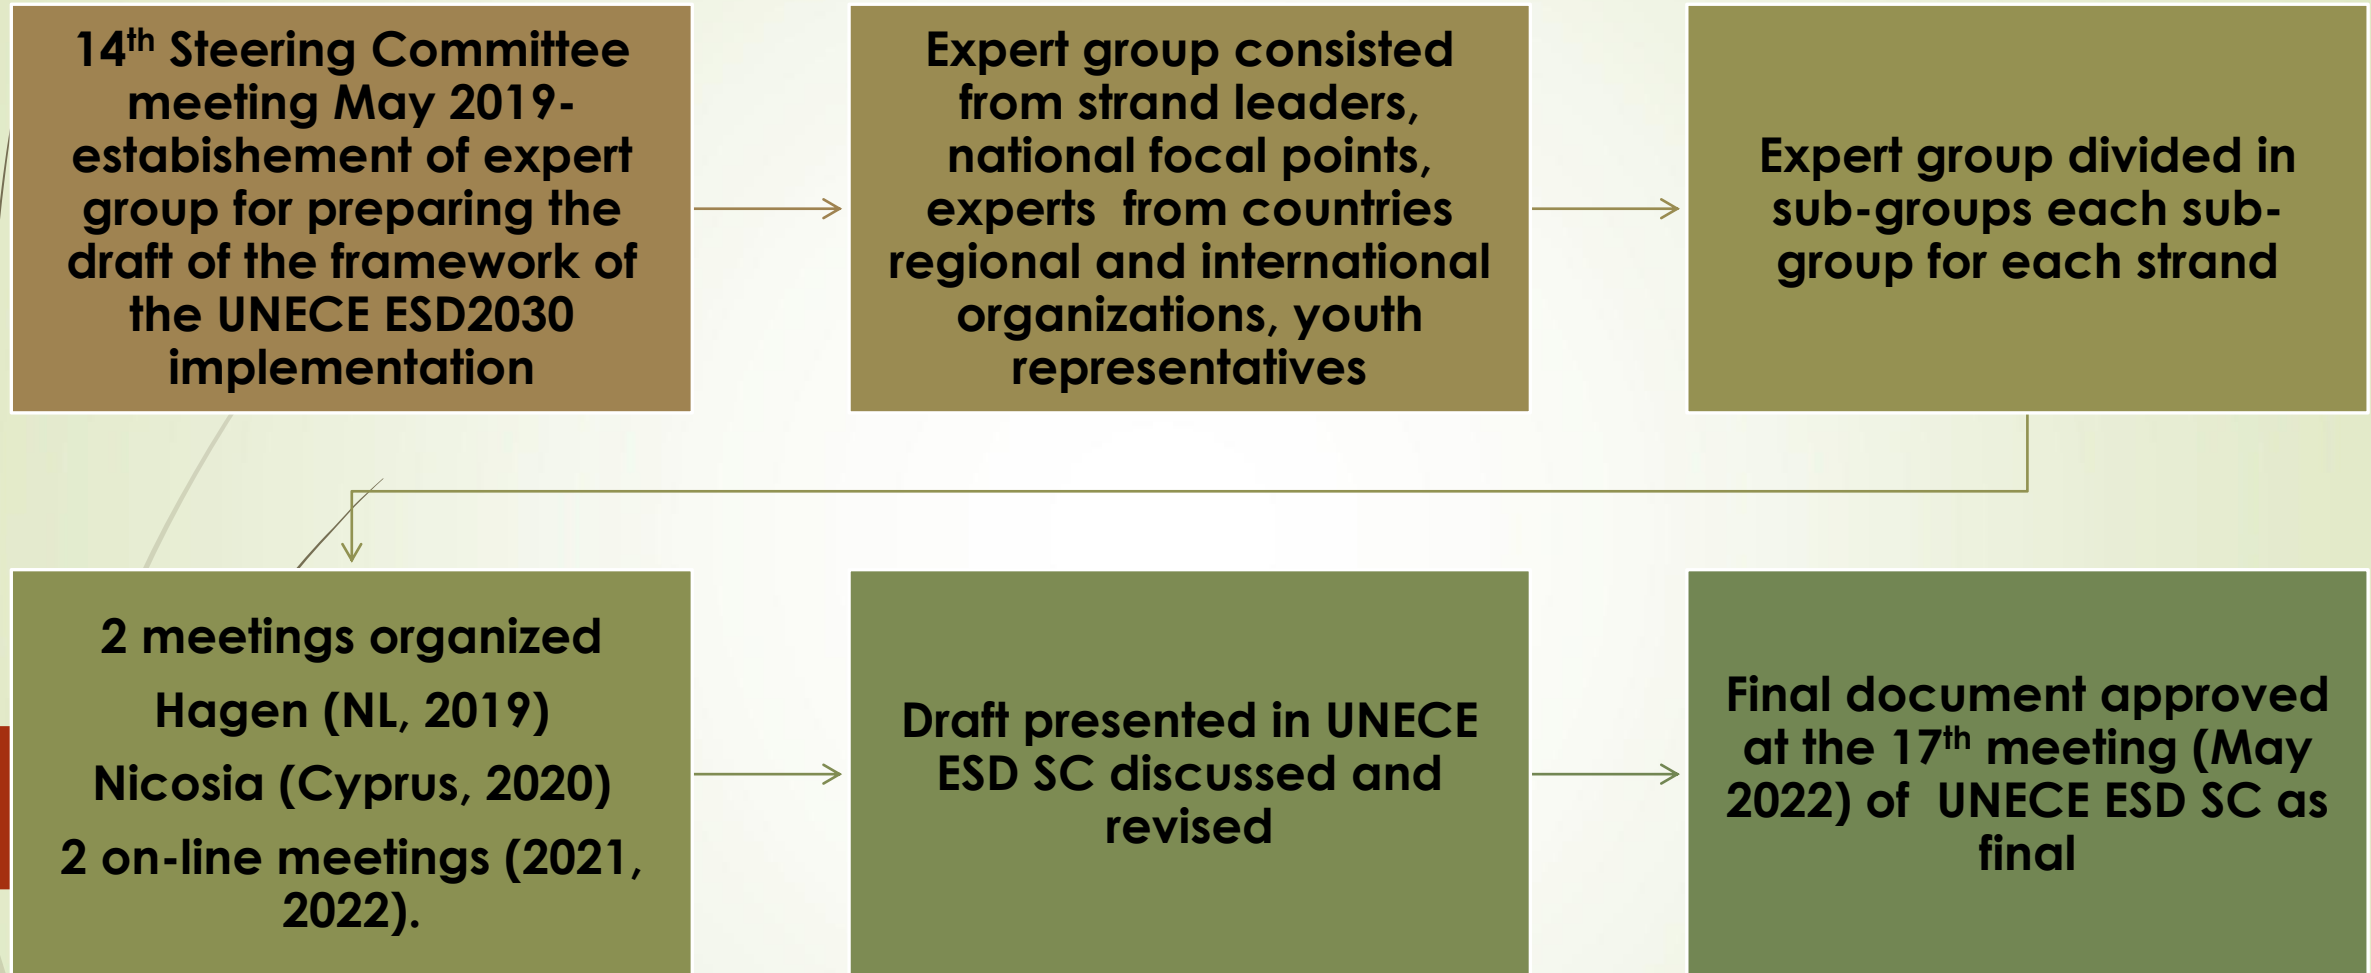 14th Steering Committee
meeting May 2019-
estabishement of expert
group for preparing the
draft of the framework of
the UNECE ESD2030
implementation
Expert group consisted
from strand leaders,
national focal points,
experts from countries
regional and international
organizations, youth
representatives
Expert group divided in
sub-groups each sub-
group for each strand
2 meetings organized
Hagen (NL, 2019)
Nicosia (Cyprus, 2020)
2 on-line meetings (2021,
2022).
Draft presented in UNECE
ESD SC discussed and
revised
Final document approved
at the 17th meeting (May
2022) of UNECE ESD SC as
final